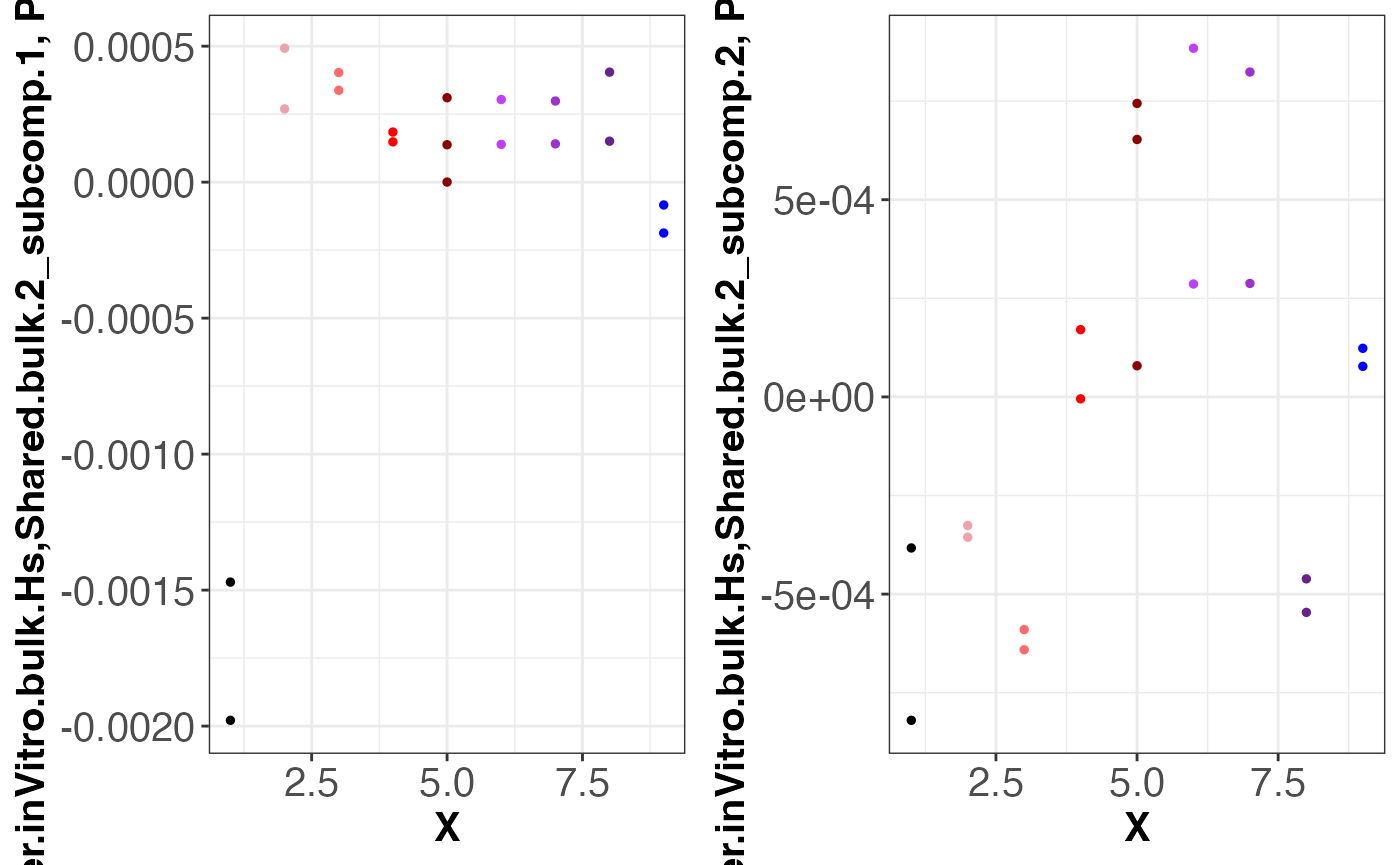 er.inVitro.bulk.Hs,Shared.bulk.2_subcomp.1, P
0.0005
0.0000
-0.0005
-0.0010
-0.0015
-0.0020
2.5 5.0 7.5
X
er.inVitro.bulk.Hs,Shared.bulk.2_subcomp.2, P
5e-04
0e+00
-5e-04
2.5 5.0 7.5
X